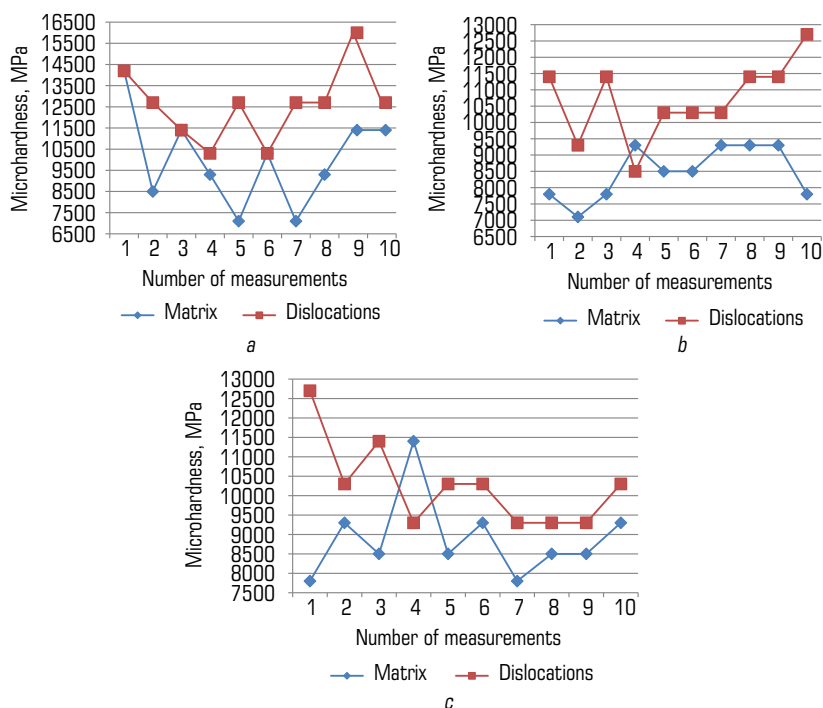 Microhardness, MPa
16500
15500
14500
13500
12500
11500
10500
9500
8500
7500
6500
1 2 3 4 5 6 7 8 9 10
Number of measurements
Matrix Dislocations
a
Microhardness, MPa
13000
12500
12000
11500
11000
10500
10000
9500
9000
8500
8000
7500
7000
6500
1 2 3 4 5 6 7 8 9 10
Number of measurements
Matrix Dislocations
b
Microhardness, MPa
13000
12500
12000
11500
11000
10500
10000
9500
9000
8500
8000
7500
1 2 3 4 5 6 7 8 9 10
Number of measurements
Matrix Dislocations
c